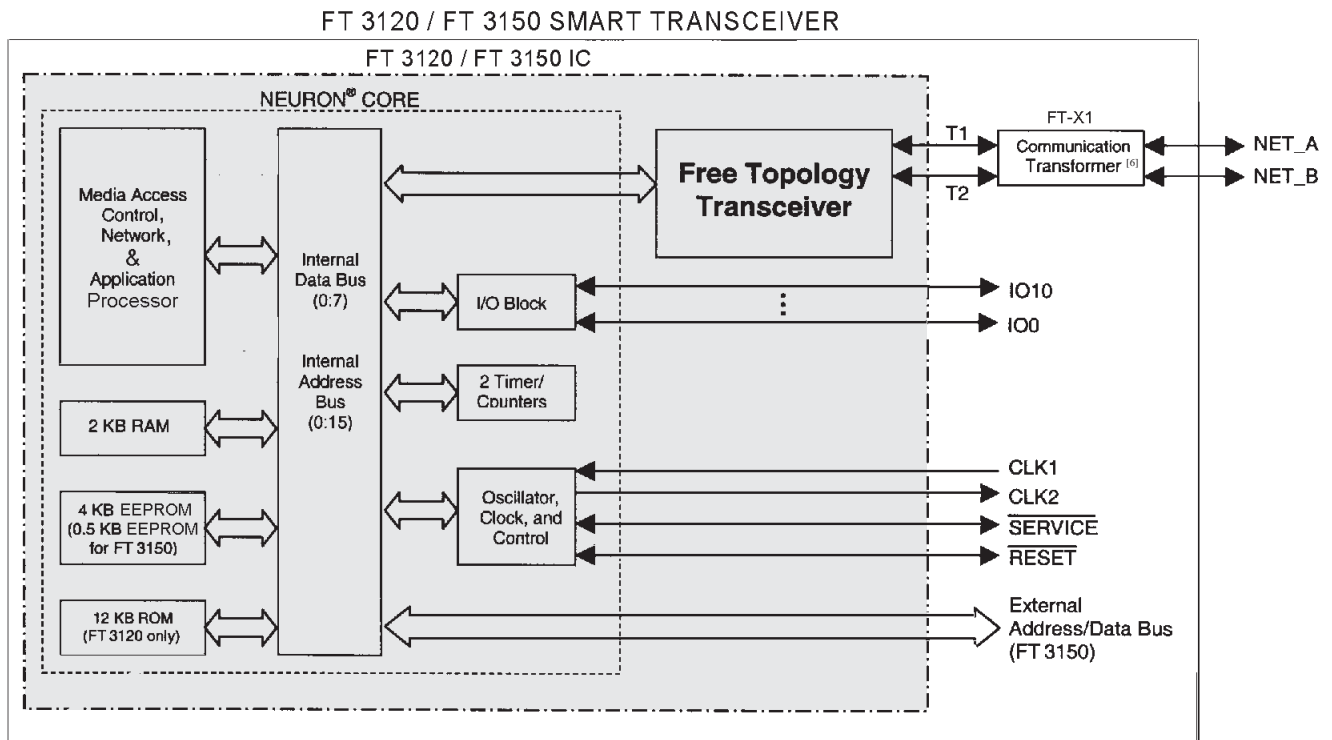 FT 3120 / FT 3150 SMART TRANSCEIVER
FT 3120 / FT 3150 IC
NEURON® CORE
Media Access
Control,
Network,
&
Application
Processor
2 KB RAM
4 KB EEPROM
(0.5 KB EEPROM
for FT 3150)
12 KB ROM
(FT 3120 only)
Internal
Data Bus
(0:7)
Internal
Address
Bus
(0:15)
Free Topology
Transceiver
I/O Block
2 Timer/
Counters
Oscillator,
Clock, and
Control
T1
T2
FT-X1
Communication
Transformer [6]
NET_A
NET_B
IO10
IO0
CLK1
CLK2
SERVICE
RESET
External
Address/Data Bus
(FT 3150)